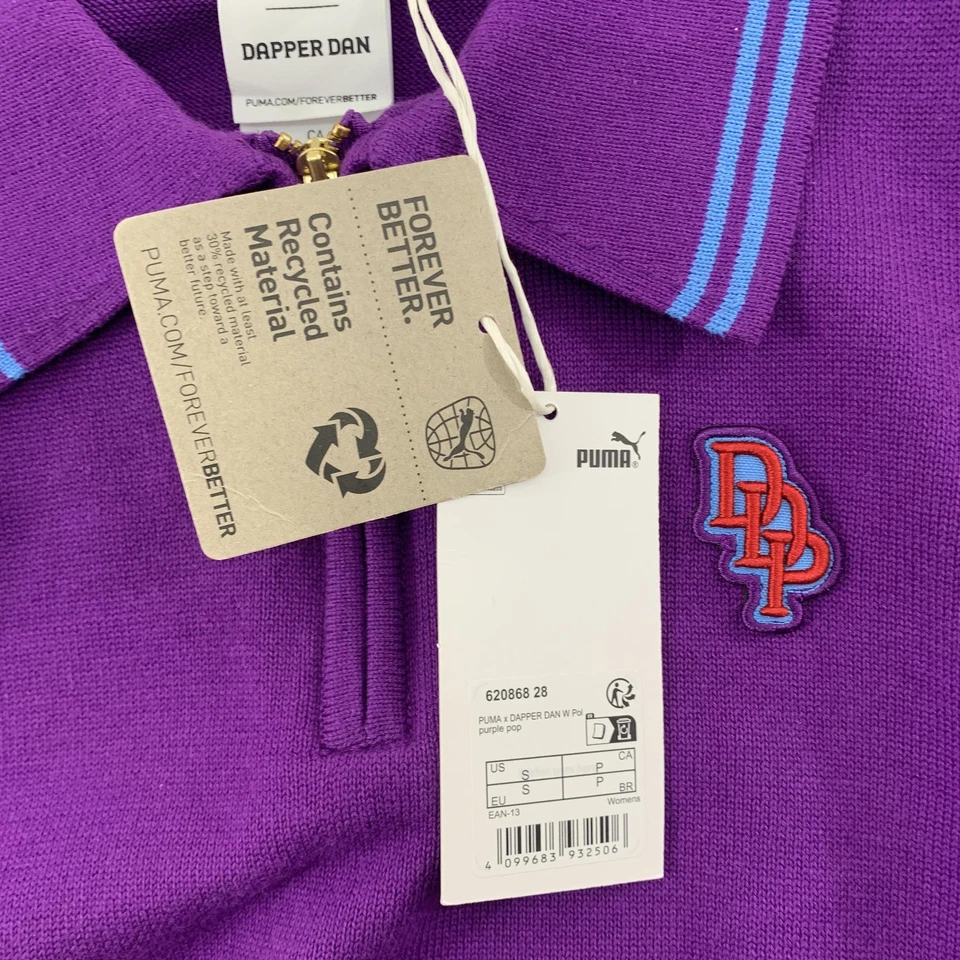 DAPPER DAN
PUMA.COM/FOREVERBETTER
CA
FOREVER
BETTER.
Contains
Recycled
Material
Made with at least
30% recycled material
as a step toward a
better future.
PUMA.COM/FOREVERBETTER
PUMA
DDP
620868 28
PUMA x DAPPER DAN W Pol
purple pop
US S P CA
EU S P BR
EAN-13 Womens
4 099683 932506